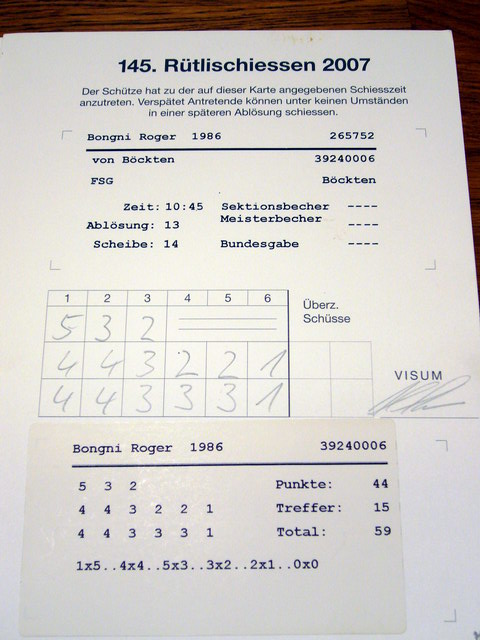 145. Rütlischiessen 2007
Der Schütze hat zu der auf dieser Karte angegebenen Schiesszeit
anzutreten. Verspätet Antretende können unter keinen Umständen
in einer späteren Ablösung schiessen.
Bongni Roger 1986 265752
von Böckten 39240006
FSG Böckten
Zeit: 10:45 Sektionsbecher ----
Meisterbecher
Ablösung: 13 ----
Scheibe: 14 Bundesgabe ----
1 2 3 4 5 6 Überz.
Schüsse
5 3 2
4 4 3 2 2 1
VISUM
4 4 3 3 3 1
Bongni Roger 1986 39240006
5 3 2 Punkte: 44
4 4 3 2 2 1 Treffer: 15
4 4 3 3 3 1 Total: 59
1x5..4x4..5x3..3x2..2x1..0x0